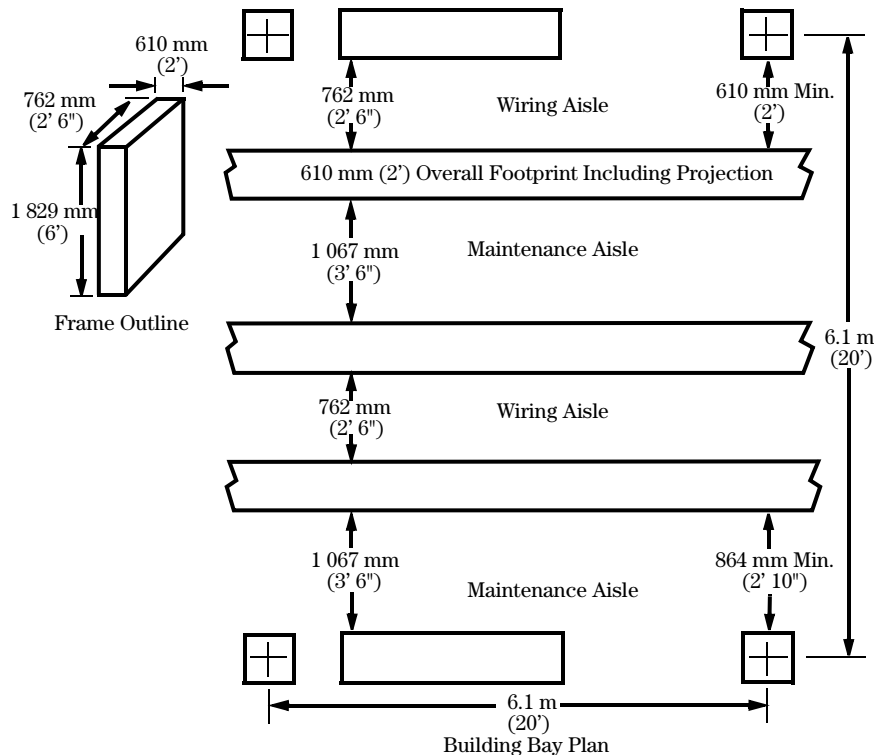 610 mm
(2')
762 mm
(2' 6")
1 829 mm
(6')
Frame Outline
762 mm
(2' 6")
Wiring Aisle
610 mm Min.
(2')
610 mm (2') Overall Footprint Including Projection
1 067 mm
(3' 6")
Maintenance Aisle
6.1 m
(20')
762 mm
(2' 6")
Wiring Aisle
1 067 mm
(3' 6")
Maintenance Aisle
864 mm Min.
(2' 10")
6.1 m
(20')
Building Bay Plan